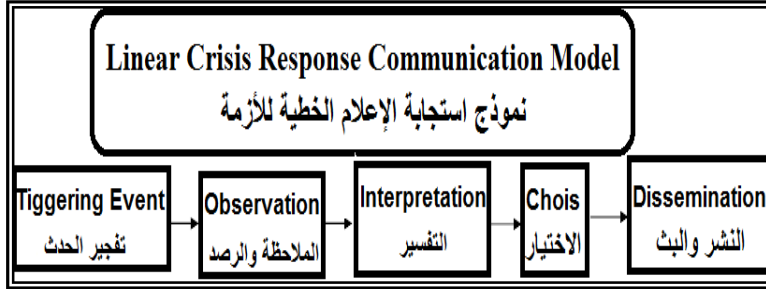 Linear Crisis Response Communication Model
نموذج استجابة الإعلام الخطية للأزمة
Tiggering Event
تفجير الحدث
Observation
الملاحظة والرصد
Interpretation
التفسير
Chois
الاختيار
Dissemination
النشر والبث